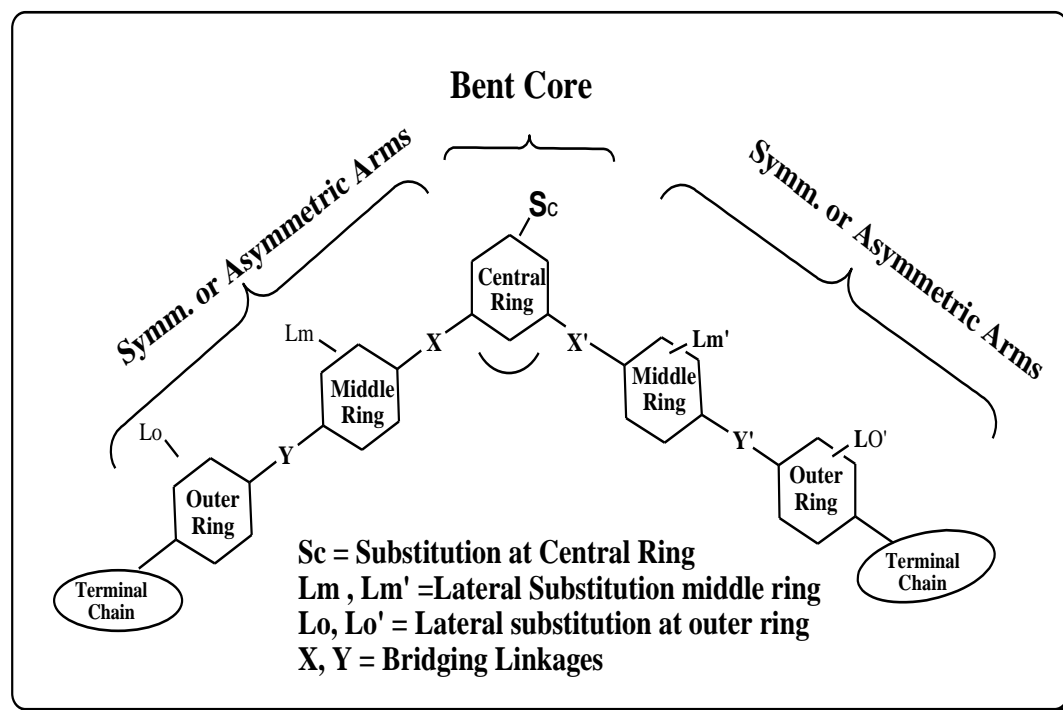 Bent Core
Symm. or Asymmetric Arms
Symm. or Asymmetric Arms
Sc
Central
Ring
Lm
X
X'
Lm'
Middle
Ring
Middle
Ring
Lo
Y
Y'
LO'
Outer
Ring
Outer
Ring
Terminal
Chain
Terminal
Chain
Sc = Substitution at Central Ring
Lm , Lm' =Lateral Substitution middle ring
Lo, Lo' = Lateral substitution at outer ring
X, Y = Bridging Linkages